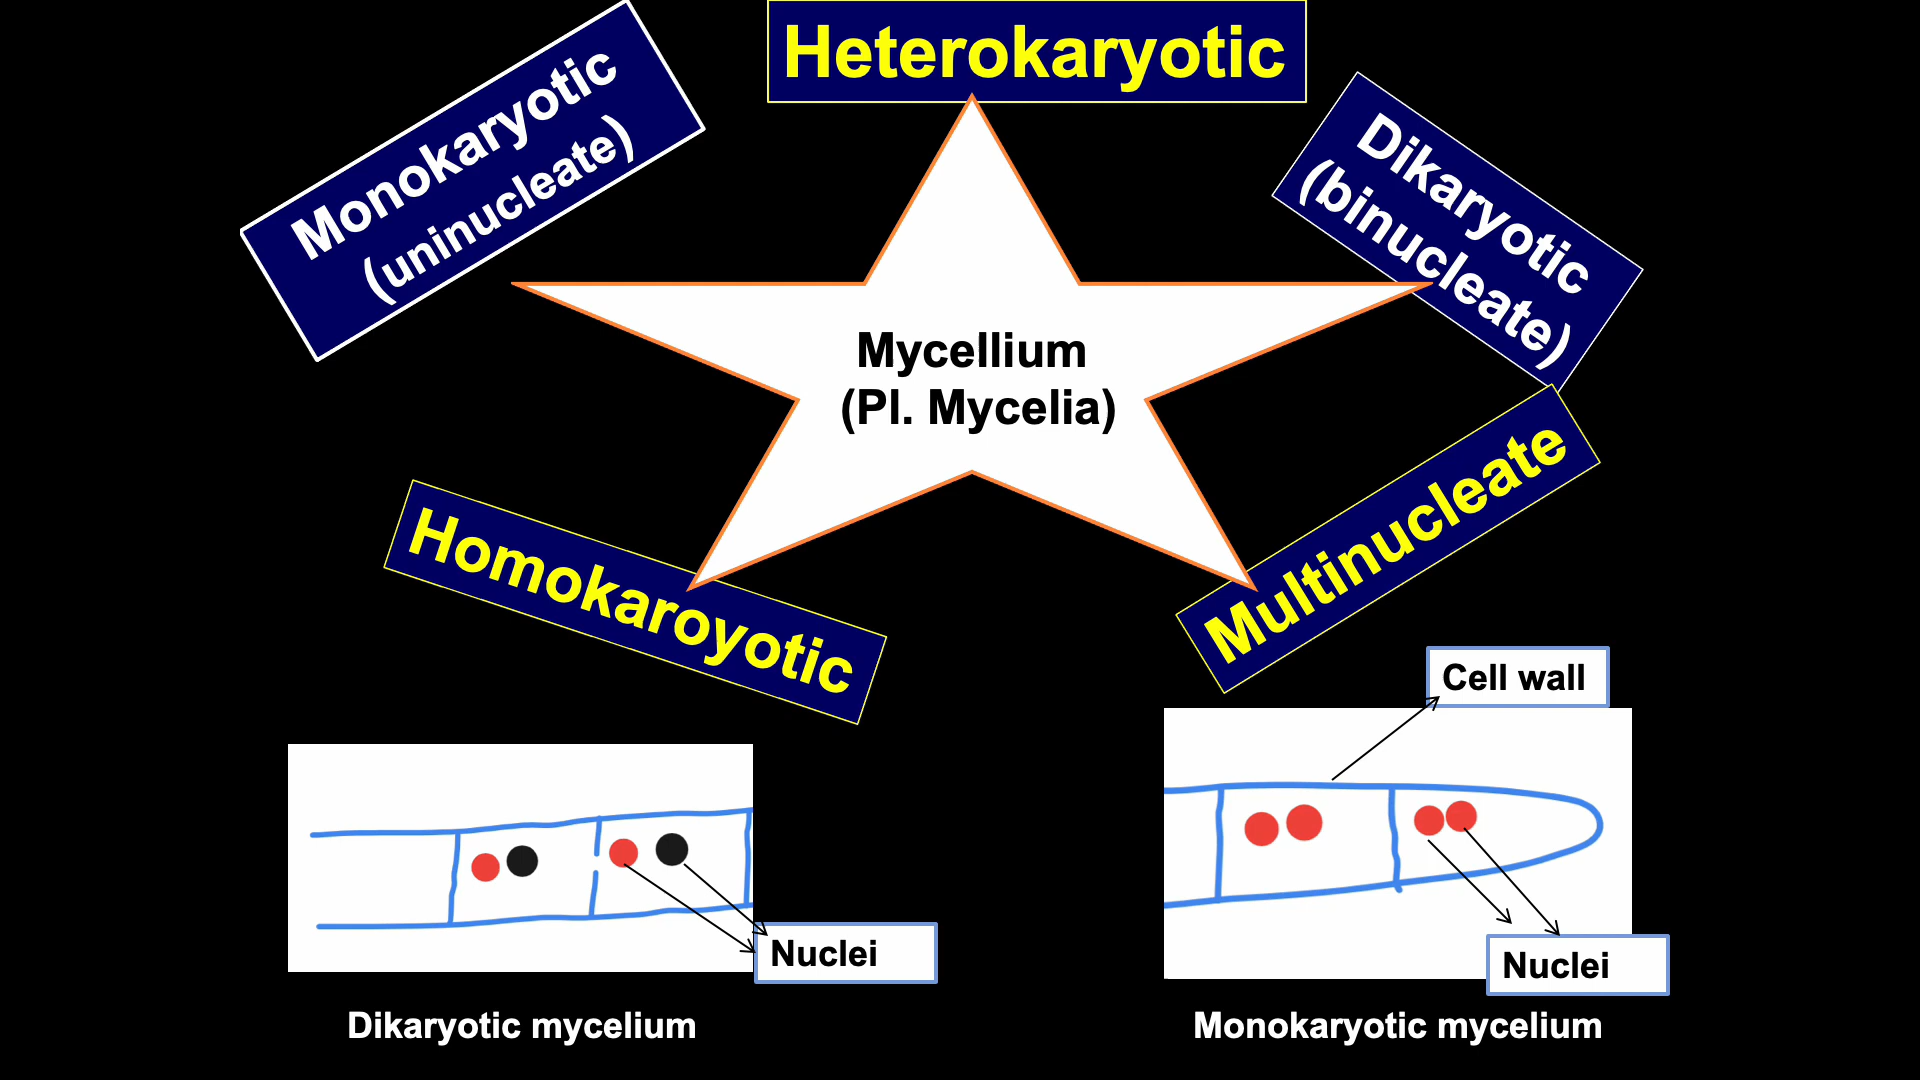 Heterokaryotic
Monokaryotic
(uninucleate)
Dikaryotic
(binucleate)
Mycellium
(Pl. Mycelia)
Multinucleate
Homokaroyotic
Cell wall
Nuclei
Nuclei
Dikaryotic mycelium
Monokaryotic mycelium